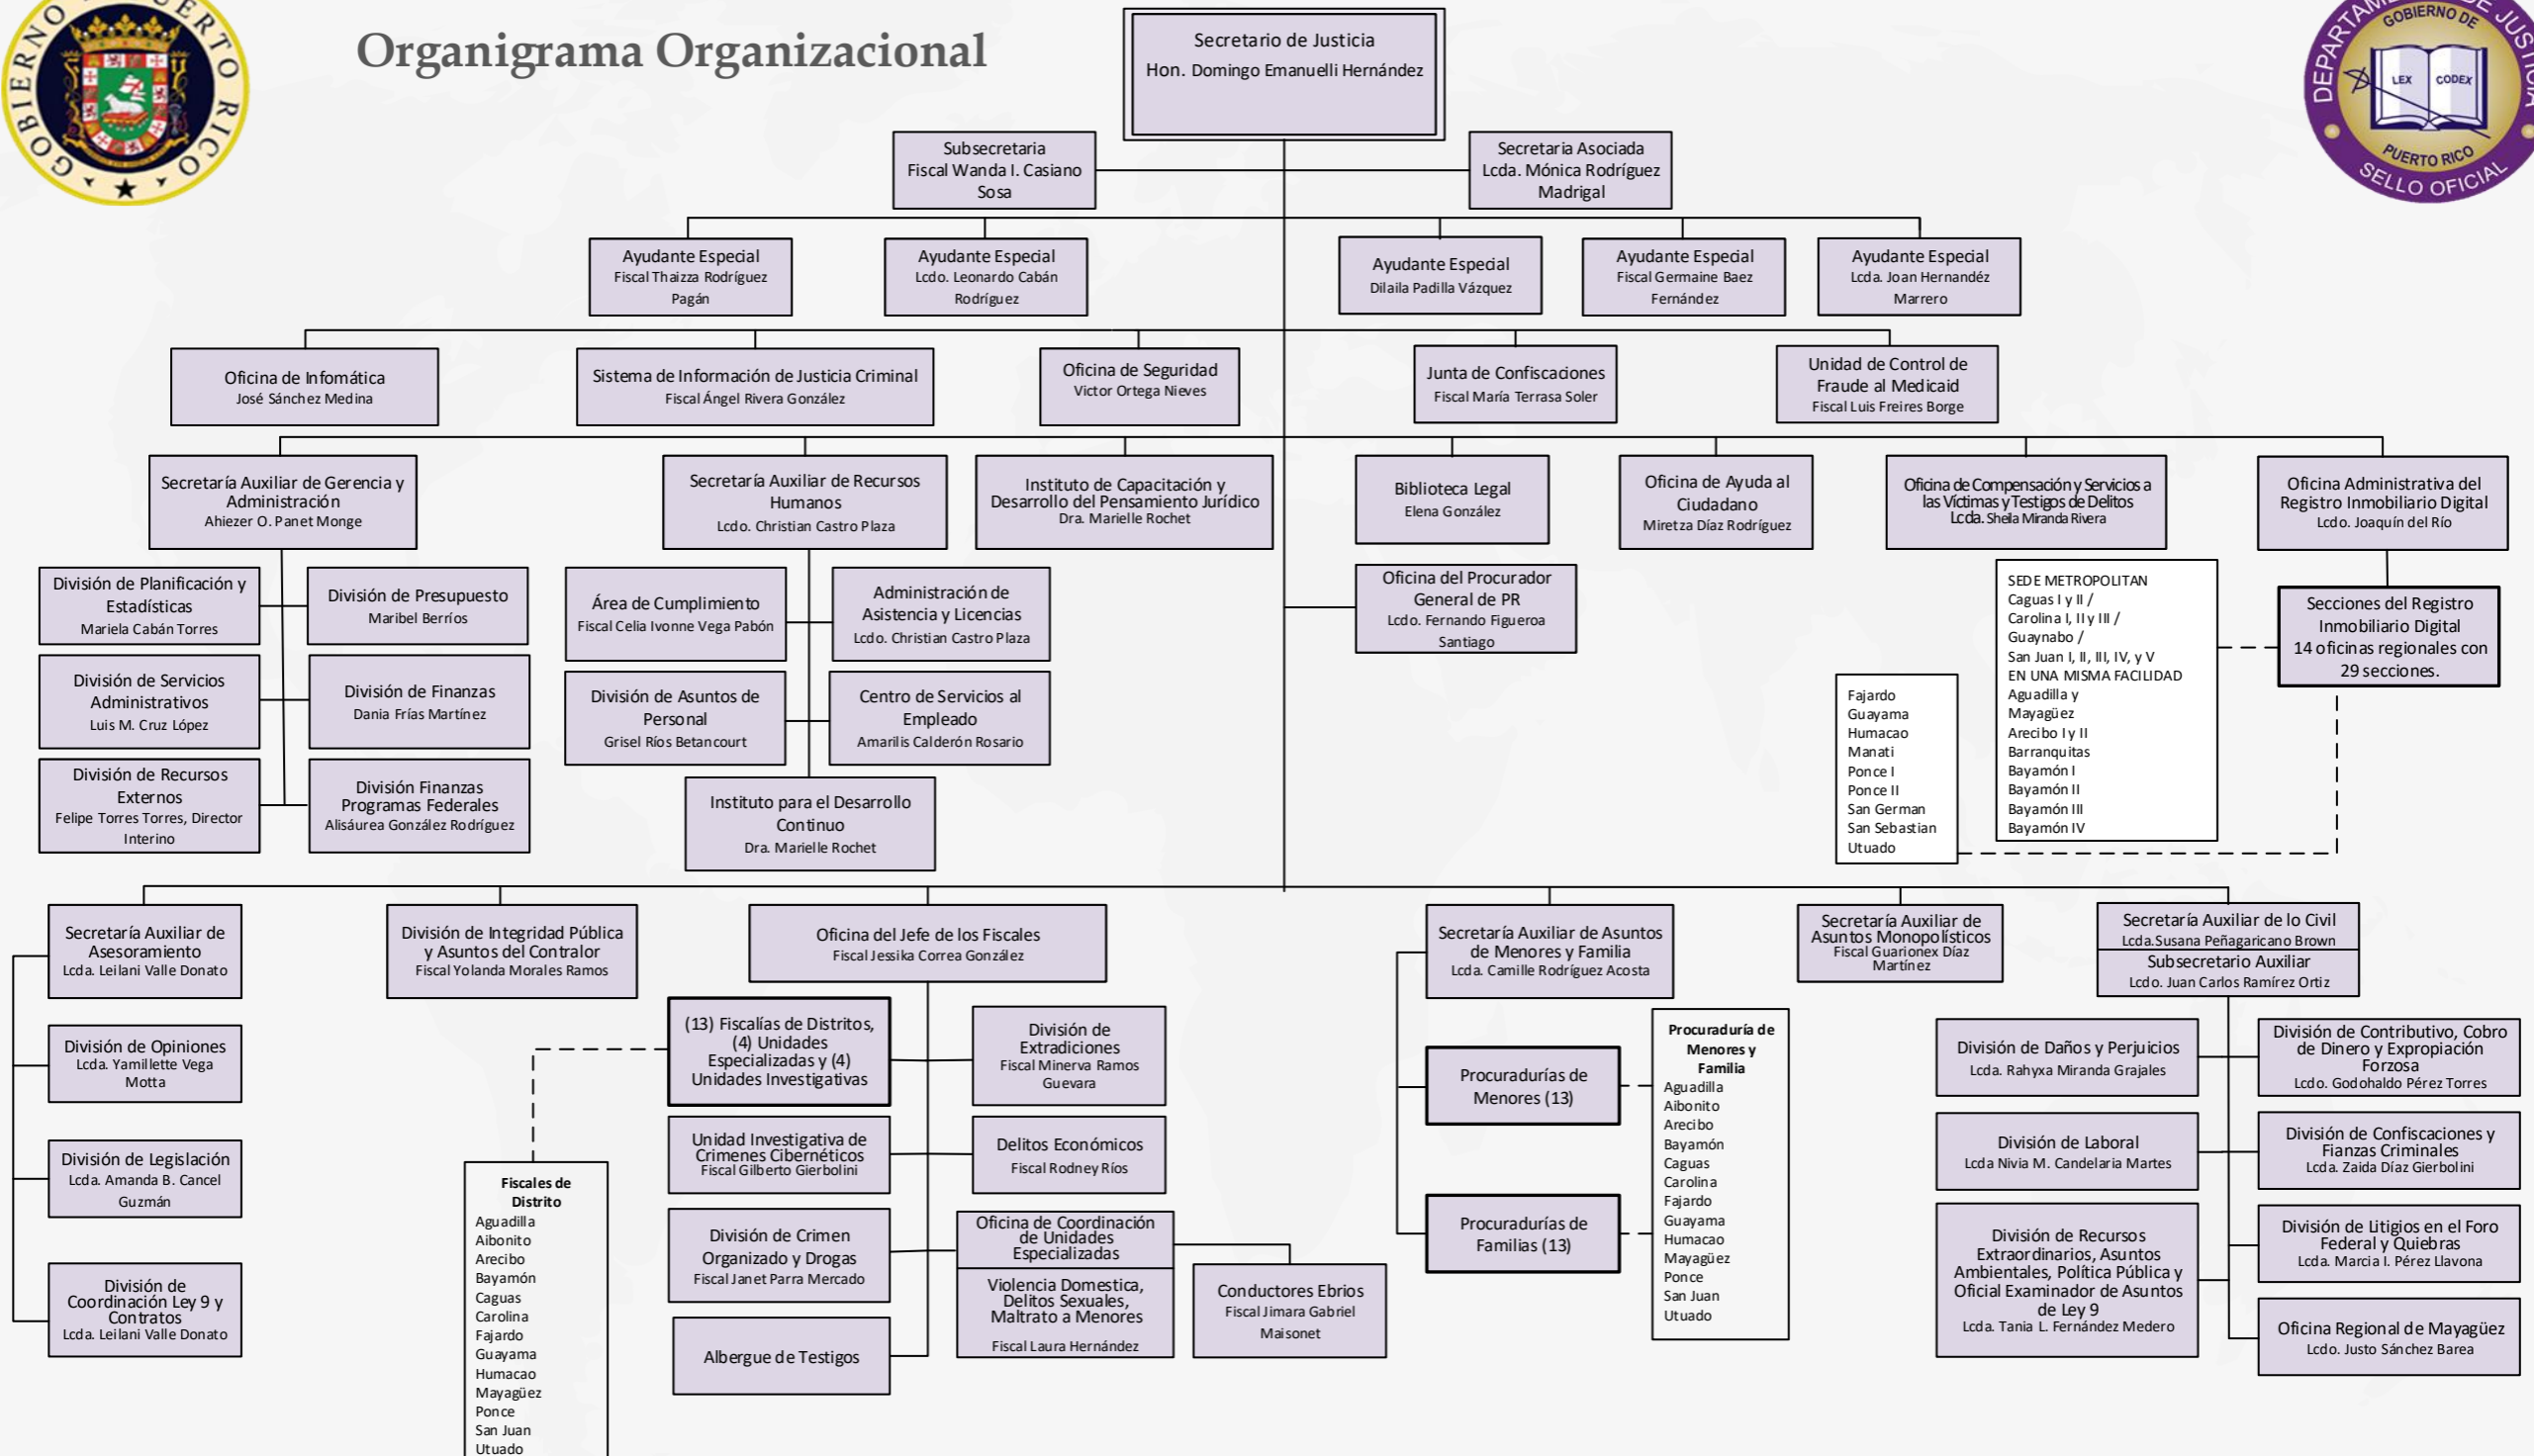 GOBIERNO
PUERTO RICO
Organigrama Organizacional
DEPARTAMENTO DE JUSTICIA
GOBIERNO DE
LEX CODEX
PUERTO RICO
SELLO OFICIAL
Secretario de Justicia
Hon. Domingo Emanuelli Hernández
Subsecretaria
Fiscal Wanda I. Casiano
Sosa
Secretaria Asociada
Lcda. Mónica Rodríguez
Madrigal
Ayudante Especial
Fiscal Thaizza Rodríguez
Pagán
Ayudante Especial
Lcdo. Leonardo Cabán
Rodríguez
Ayudante Especial
Dilaila Padilla Vázquez
Ayudante Especial
Fiscal Germaine Baez
Fernández
Ayudante Especial
Lcda. Joan Hernandéz
Marrero
Oficina de Infomática
José Sánchez Medina
Sistema de Información de Justicia Criminal
Fiscal Ángel Rivera González
Oficina de Seguridad
Victor Ortega Nieves
Junta de Confiscaciones
Fiscal María Terrasa Soler
Unidad de Control de
Fraude al Medicaid
Fiscal Luis Freires Borge
Secretaría Auxiliar de Gerencia y
Administración
Ahiezer O. Panet Monge
Secretaría Auxiliar de Recursos
Humanos
Lcdo. Christian Castro Plaza
Instituto de Capacitación y
Desarrollo del Pensamiento Jurídico
Dra. Marielle Rochet
Biblioteca Legal
Elena González
Oficina de Ayuda al
Ciudadano
Miretza Díaz Rodríguez
Oficina de Compensación y Servicios a
las Víctimas y Testigos de Delitos
Lcda. Sheila Miranda Rivera
Oficina Administrativa del
Registro Inmobiliario Digital
Lcdo. Joaquín del Río
División de Planificación y
Estadísticas
Mariela Cabán Torres
División de Presupuesto
Maribel Berríos
División de Servicios
Administrativos
Luis M. Cruz López
División de Finanzas
Dania Frías Martínez
División de Recursos
Externos
Felipe Torres Torres, Director
Interino
División Finanzas
Programas Federales
Alisáurea González Rodríguez
Área de Cumplimiento
Fiscal Celia Ivonne Vega Pabón
Administración de
Asistencia y Licencias
Lcdo. Christian Castro Plaza
División de Asuntos de
Personal
Grisel Ríos Betancourt
Centro de Servicios al
Empleado
Amarilis Calderón Rosario
Instituto para el Desarrollo
Continuo
Dra. Marielle Rochet
Oficina del Procurador
General de PR
Lcdo. Fernando Figueroa
Santiago
Fajardo
Guayama
Humacao
Manati
Ponce I
Ponce II
San German
San Sebastian
Utuado
SEDE METROPOLITAN
Caguas I y II /
Carolina I, II y III /
Guaynabo /
San Juan I, II, III, IV, y V
EN UNA MISMA FACILIDAD
Aguadilla y
Mayagüez
Arecibo I y II
Barranquitas
Bayamón I
Bayamón II
Bayamón III
Bayamón IV
Secciones del Registro
Inmobiliario Digital
14 oficinas regionales con
29 secciones.
Secretaría Auxiliar de
Asesoramiento
Lcda. Leilani Valle Donato
División de Opiniones
Lcda. Yamillette Vega
Motta
División de Legislación
Lcda. Amanda B. Cancel
Guzmán
División de
Coordinación Ley 9 y
Contratos
Lcda. Leilani Valle Donato
División de Integridad Pública
y Asuntos del Contralor
Fiscal Yolanda Morales Ramos
Oficina del Jefe de los Fiscales
Fiscal Jessika Correa González
(13) Fiscalías de Distritos,
(4) Unidades
Especializadas y (4)
Unidades Investigativas
División de
Extradiciones
Fiscal Minerva Ramos
Guevara
Unidad Investigativa de
Crimenes Cibernéticos
Fiscal Gilberto Gierbolini
Delitos Económicos
Fiscal Rodney Ríos
División de Crimen
Organizado y Drogas
Fiscal Janet Parra Mercado
Oficina de Coordinación
de Unidades
Especializadas
Violencia Domestica,
Delitos Sexuales,
Maltrato a Menores
Fiscal Laura Hernández
Albergue de Testigos
Conductores Ebrios
Fiscal Jimara Gabriel
Maisonet
Fiscales de
Distrito
Aguadilla
Aibonito
Arecibo
Bayamón
Caguas
Carolina
Fajardo
Guayama
Humacao
Mayagüez
Ponce
San Juan
Utuado
Secretaría Auxiliar de Asuntos
de Menores y Familia
Lcda. Camille Rodríguez Acosta
Procuradurías de
Menores (13)
Procuradurías de
Familias (13)
Procuraduría de
Menores y
Familia
Aguadilla
Aibonito
Arecibo
Bayamón
Caguas
Carolina
Fajardo
Guayama
Humacao
Mayagüez
Ponce
San Juan
Utuado
Secretaría Auxiliar de
Asuntos Monopolísticos
Fiscal Guarionex Díaz
Martínez
Secretaría Auxiliar de lo Civil
Lcda.Susana Peñagaricano Brown
Subsecretario Auxiliar
Lcdo. Juan Carlos Ramírez Ortiz
División de Daños y Perjuicios
Lcda. Rahyxa Miranda Grajales
División de Contributivo, Cobro
de Dinero y Expropiación
Forzosa
Lcdo. Godohaldo Pérez Torres
División de Laboral
Lcda Nivia M. Candelaria Martes
División de Confiscaciones y
Fianzas Criminales
Lcda. Zaida Díaz Gierbolini
División de Recursos
Extraordinarios, Asuntos
Ambientales, Política Pública y
Oficial Examinador de Asuntos
de Ley 9
Lcda. Tania L. Fernández Medero
División de Litigios en el Foro
Federal y Quiebras
Lcda. Marcia I. Pérez Llavona
Oficina Regional de Mayagüez
Lcdo. Justo Sánchez Barea